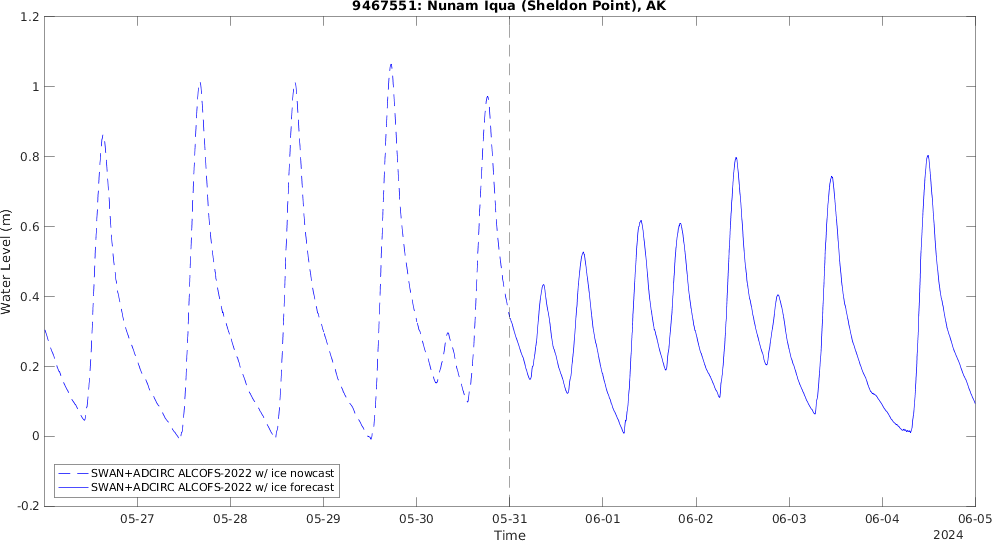 9467551: Nunam Iqua (Sheldon Point), AK
1.2
1
0.8
0.6
0.4
0.2
0
-0.2
Water Level (m)
SWAN+ADCIRC ALCOFS-2022 w/ ice nowcast
SWAN+ADCIRC ALCOFS-2022 w/ ice forecast
05-27 05-28 05-29 05-30 05-31 06-01 06-02 06-03 06-04 06-05
Time
2024